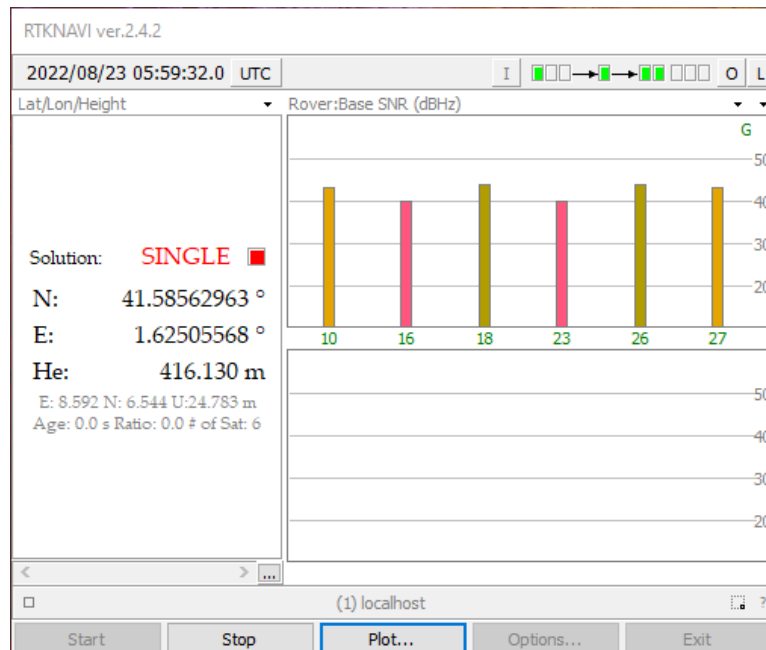 RTKNAVI ver.2.4.2
2022/08/23 05:59:32.0 UTC I O L
Lat/Lon/Height
Rover:Base SNR (dBHz)
G
50
40
30
20
10 16 18 23 26 27
Solution: SINGLE
N: 41.58562963 °
E: 1.62505568 °
He: 416.130 m
E: 8.592 N: 6.544 U:24.783 m
Age: 0.0 s Ratio: 0.0 # of Sat: 6
50
40
30
20
< > ...
(1) localhost ?
Start Stop Plot... Options... Exit